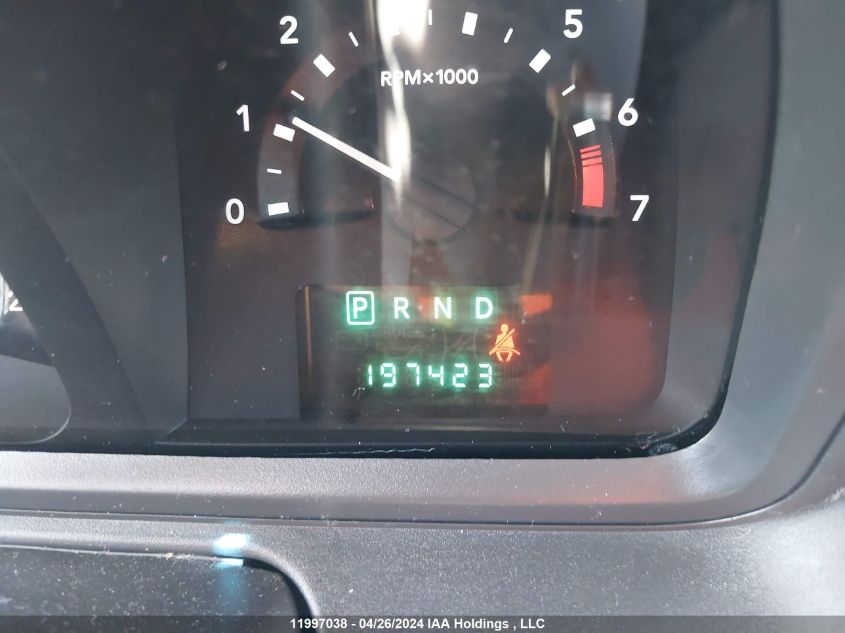 2 5
RPM×1000
1 6
0 7
P R N D
197423
11997038 - 04/26/2024 IAA Holdings , LLC